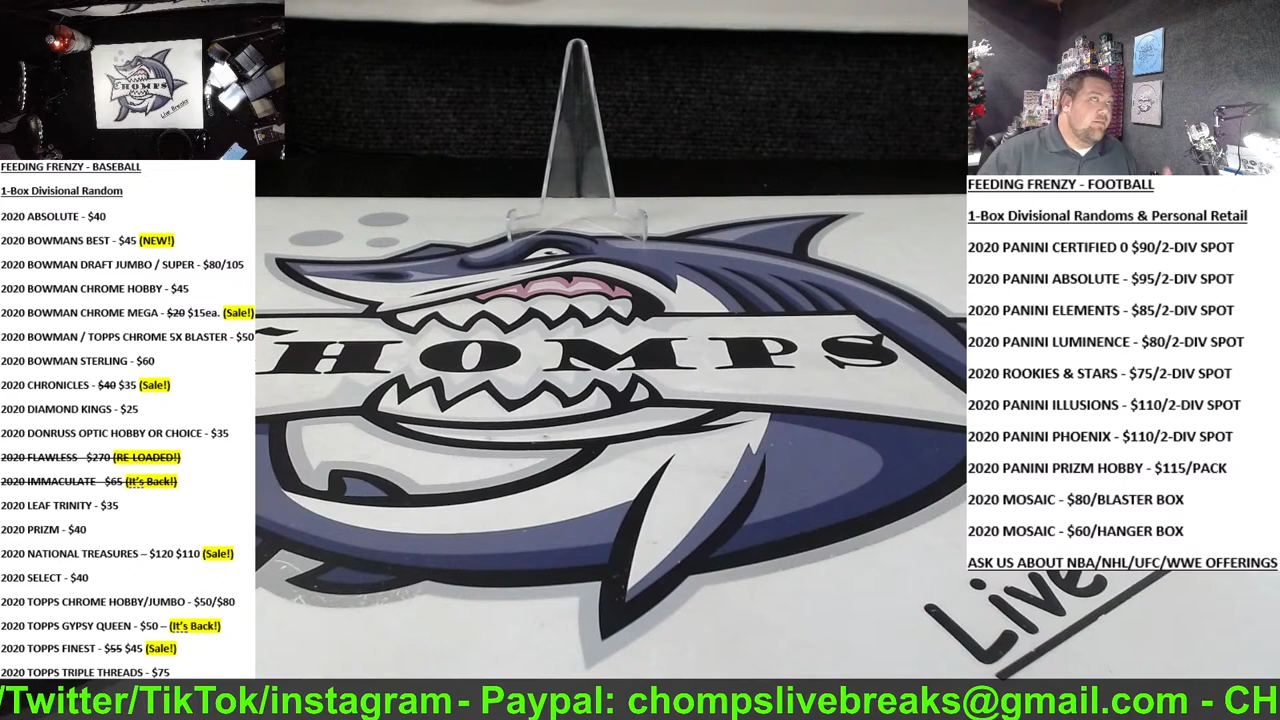 CHOMPS
Live Breaks
FEEDING FRENZY - BASEBALL
1-Box Divisional Random
2020 ABSOLUTE - $40
2020 BOWMANS BEST - $45 (NEW!)
2020 BOWMAN DRAFT JUMBO / SUPER - $80/105
2020 BOWMAN CHROME HOBBY - $45
2020 BOWMAN CHROME MEGA - $20 $15ea. (Sale!)
2020 BOWMAN / TOPPS CHROME 5X BLASTER - $50
2020 BOWMAN STERLING - $60
2020 CHRONICLES - $40 $35 (Sale!)
2020 DIAMOND KINGS - $25
2020 DONRUSS OPTIC HOBBY OR CHOICE - $35
2020 FLAWLESS - $270 (RE LOADED!)
2020 IMMACULATE - $65 (It's Back!)
2020 LEAF TRINITY - $35
2020 PRIZM - $40
2020 NATIONAL TREASURES – $120 $110 (Sale!)
2020 SELECT - $40
2020 TOPPS CHROME HOBBY/JUMBO - $50/$80
2020 TOPPS GYPSY QUEEN - $50 – (It's Back!)
2020 TOPPS FINEST - $55 $45 (Sale!)
2020 TOPPS TRIPLE THREADS - $75
HOMPS
Live
FEEDING FRENZY - FOOTBALL
1-Box Divisional Randoms & Personal Retail
2020 PANINI CERTIFIED 0 $90/2-DIV SPOT
2020 PANINI ABSOLUTE - $95/2-DIV SPOT
2020 PANINI ELEMENTS - $85/2-DIV SPOT
2020 PANINI LUMINENCE - $80/2-DIV SPOT
2020 ROOKIES & STARS - $75/2-DIV SPOT
2020 PANINI ILLUSIONS - $110/2-DIV SPOT
2020 PANINI PHOENIX - $110/2-DIV SPOT
2020 PANINI PRIZM HOBBY - $115/PACK
2020 MOSAIC - $80/BLASTER BOX
2020 MOSAIC - $60/HANGER BOX
ASK US ABOUT NBA/NHL/UFC/WWE OFFERINGS
/Twitter/TikTok/instagram - Paypal: chompslivebreaks@gmail.com - CH